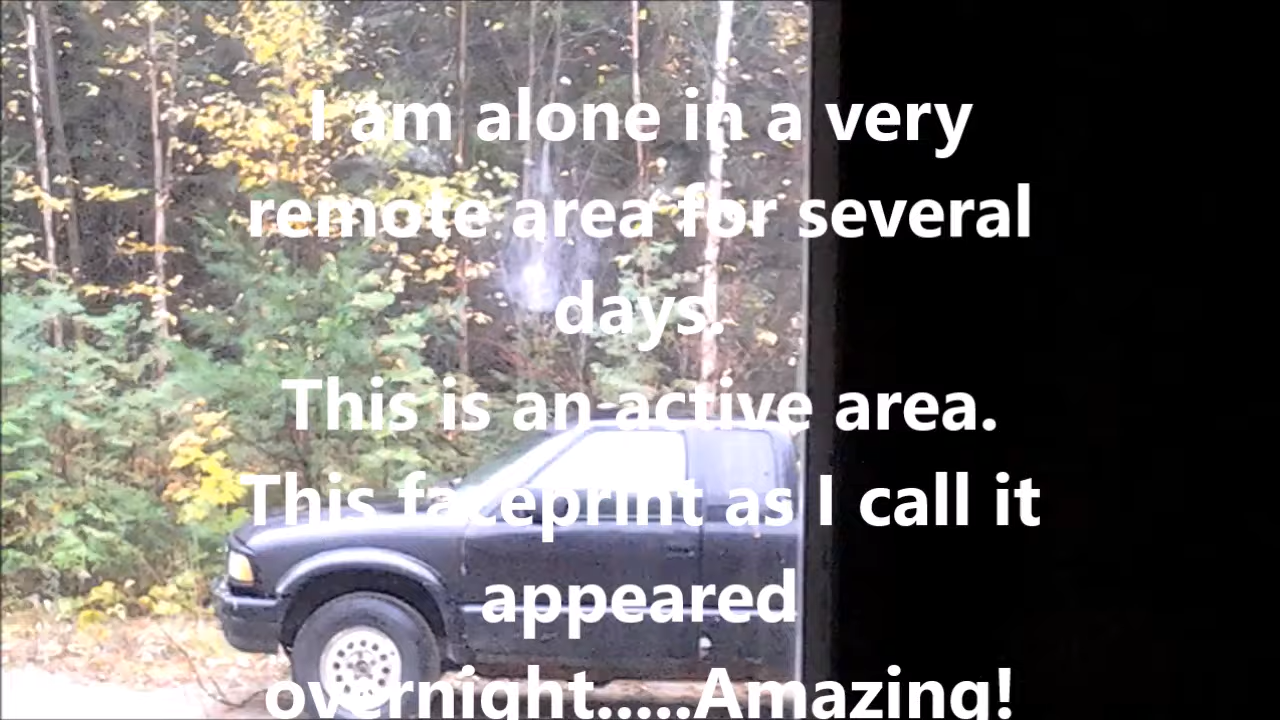 I am alone in a very
remote area for several
days.
This is an active area.
This faceprint as I call it
appeared
overnight.....Amazing!